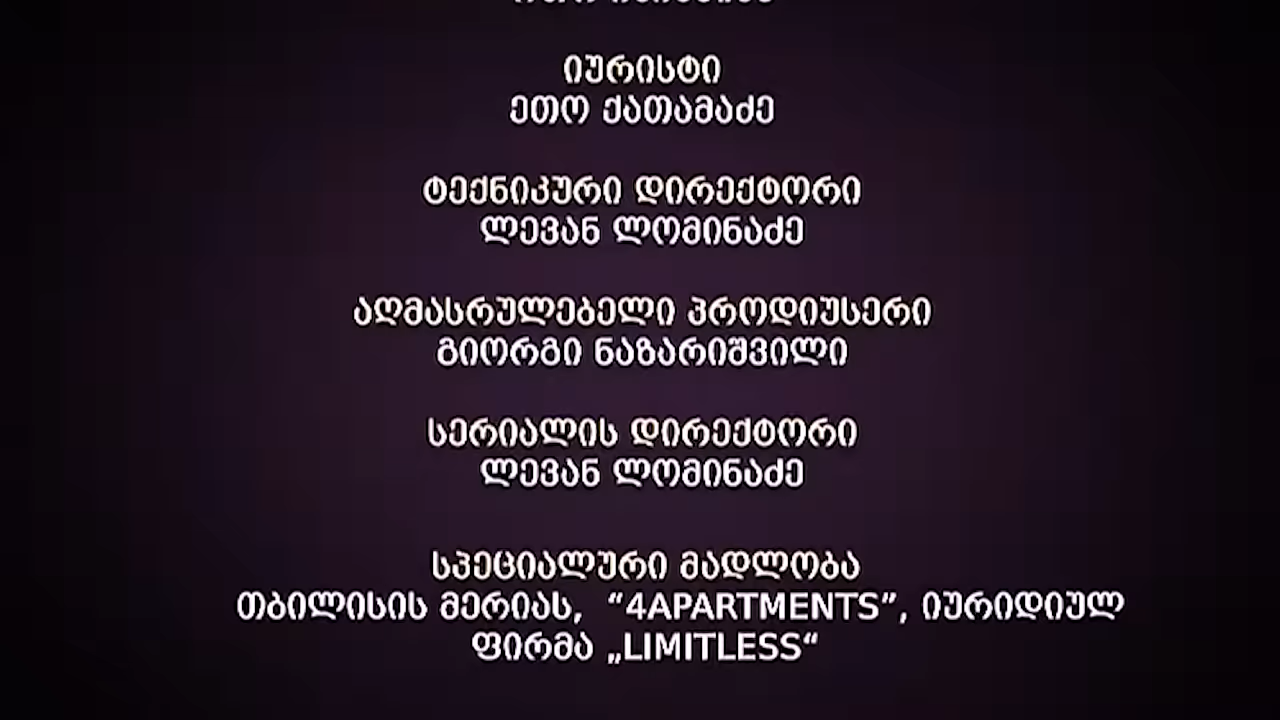 იურისტი
ეთო ქათამაძე
ტექნიკური დირექტორი
ლევან ლომინაძე
აღმასრულებელი პროდიუსერი
გიორგი ნაზარიშვილი
სერიალის დირექტორი
ლევან ლომინაძე
სპეციალური მადლობა
თბილისის მერიას, “4APARTMENTS”, იურიდიულ
ფირმა „LIMITLESS“